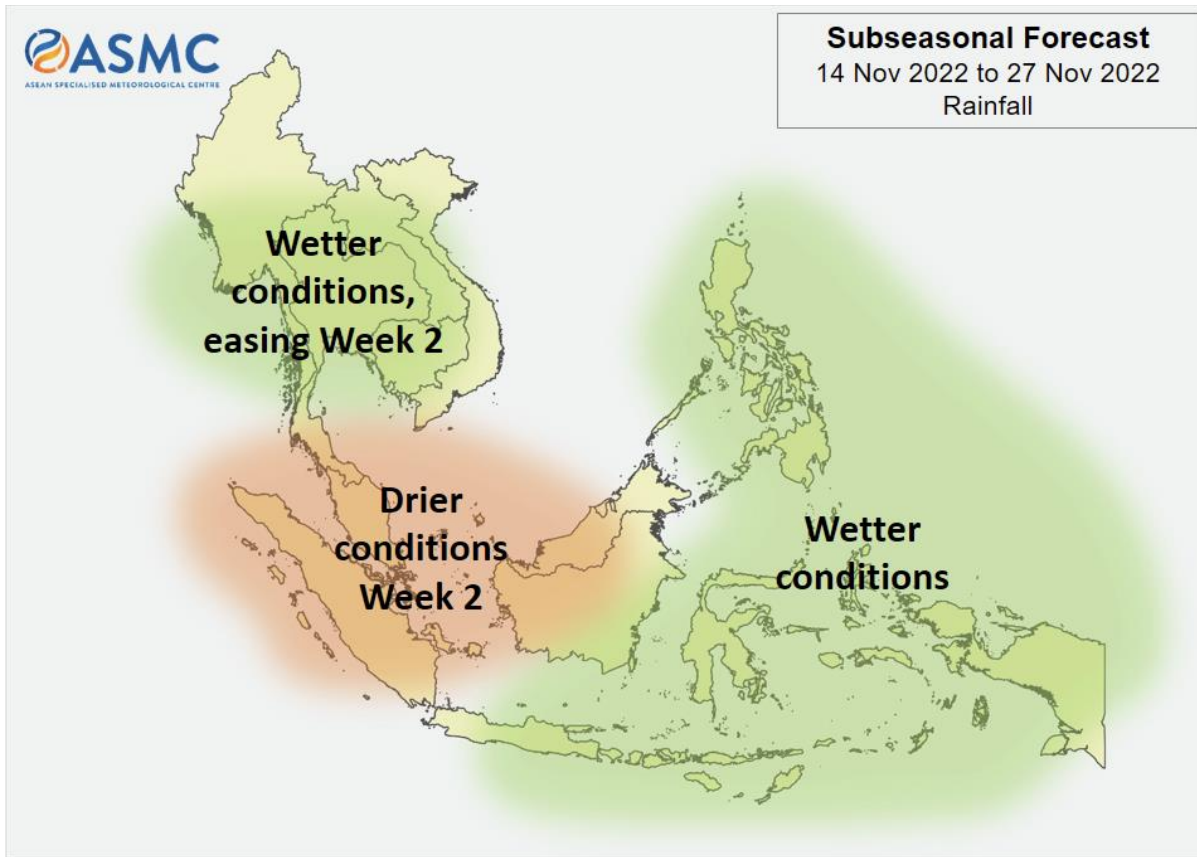 ASMC
ASEAN SPECIALISED METEOROLOGICAL CENTRE
Subseasonal Forecast
14 Nov 2022 to 27 Nov 2022
Rainfall
Wetter
conditions,
easing Week 2
Drier
conditions
Week 2
Wetter
conditions